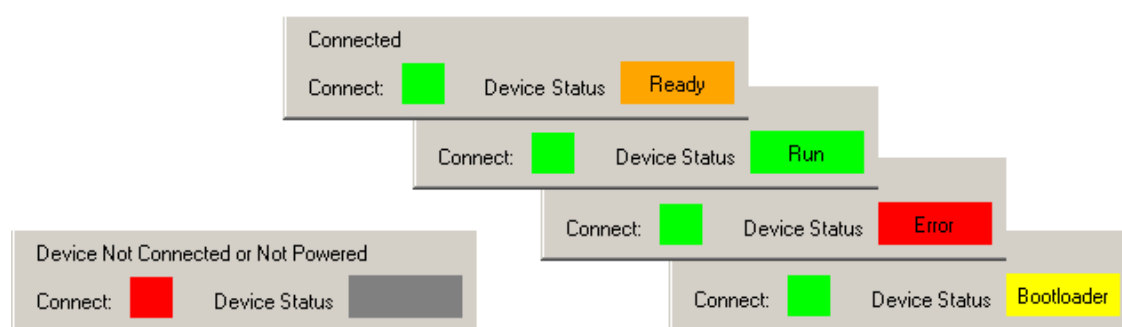 Connected
Connect: Device Status Ready
Connect: Device Status Run
Connect: Device Status Error
Device Not Connected or Not Powered
Connect: Device Status
Connect: Device Status Bootloader